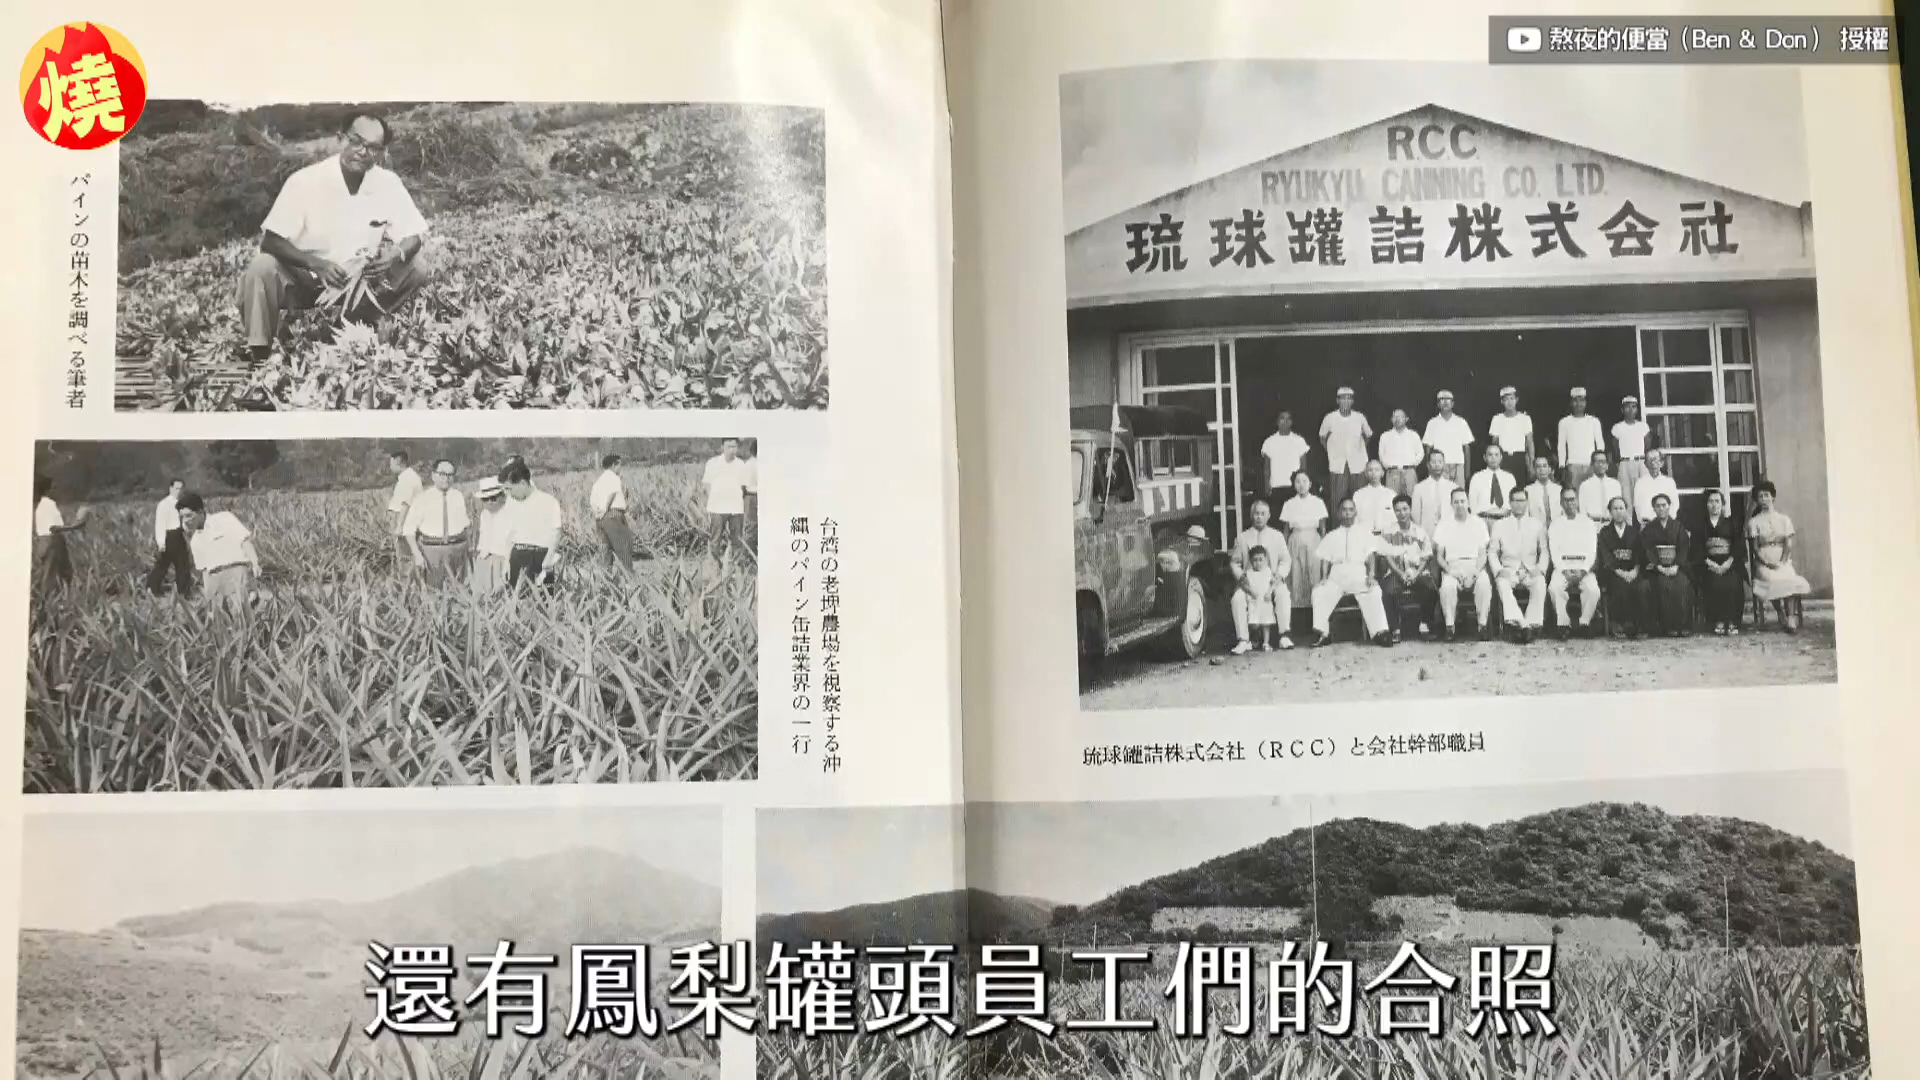 燒
熬夜的便當（Ben & Don） 授權
パインの苗木を調べる筆者
台湾の老埤農場を視察する沖
縄のパイン缶詰業界の一行
R.C.C.
RYUKYU CANNING CO. LTD.
琉球罐詰株式会社
琉球罐詰株式会社（RCC）と会社幹部職員
還有鳳梨罐頭員工們的合照